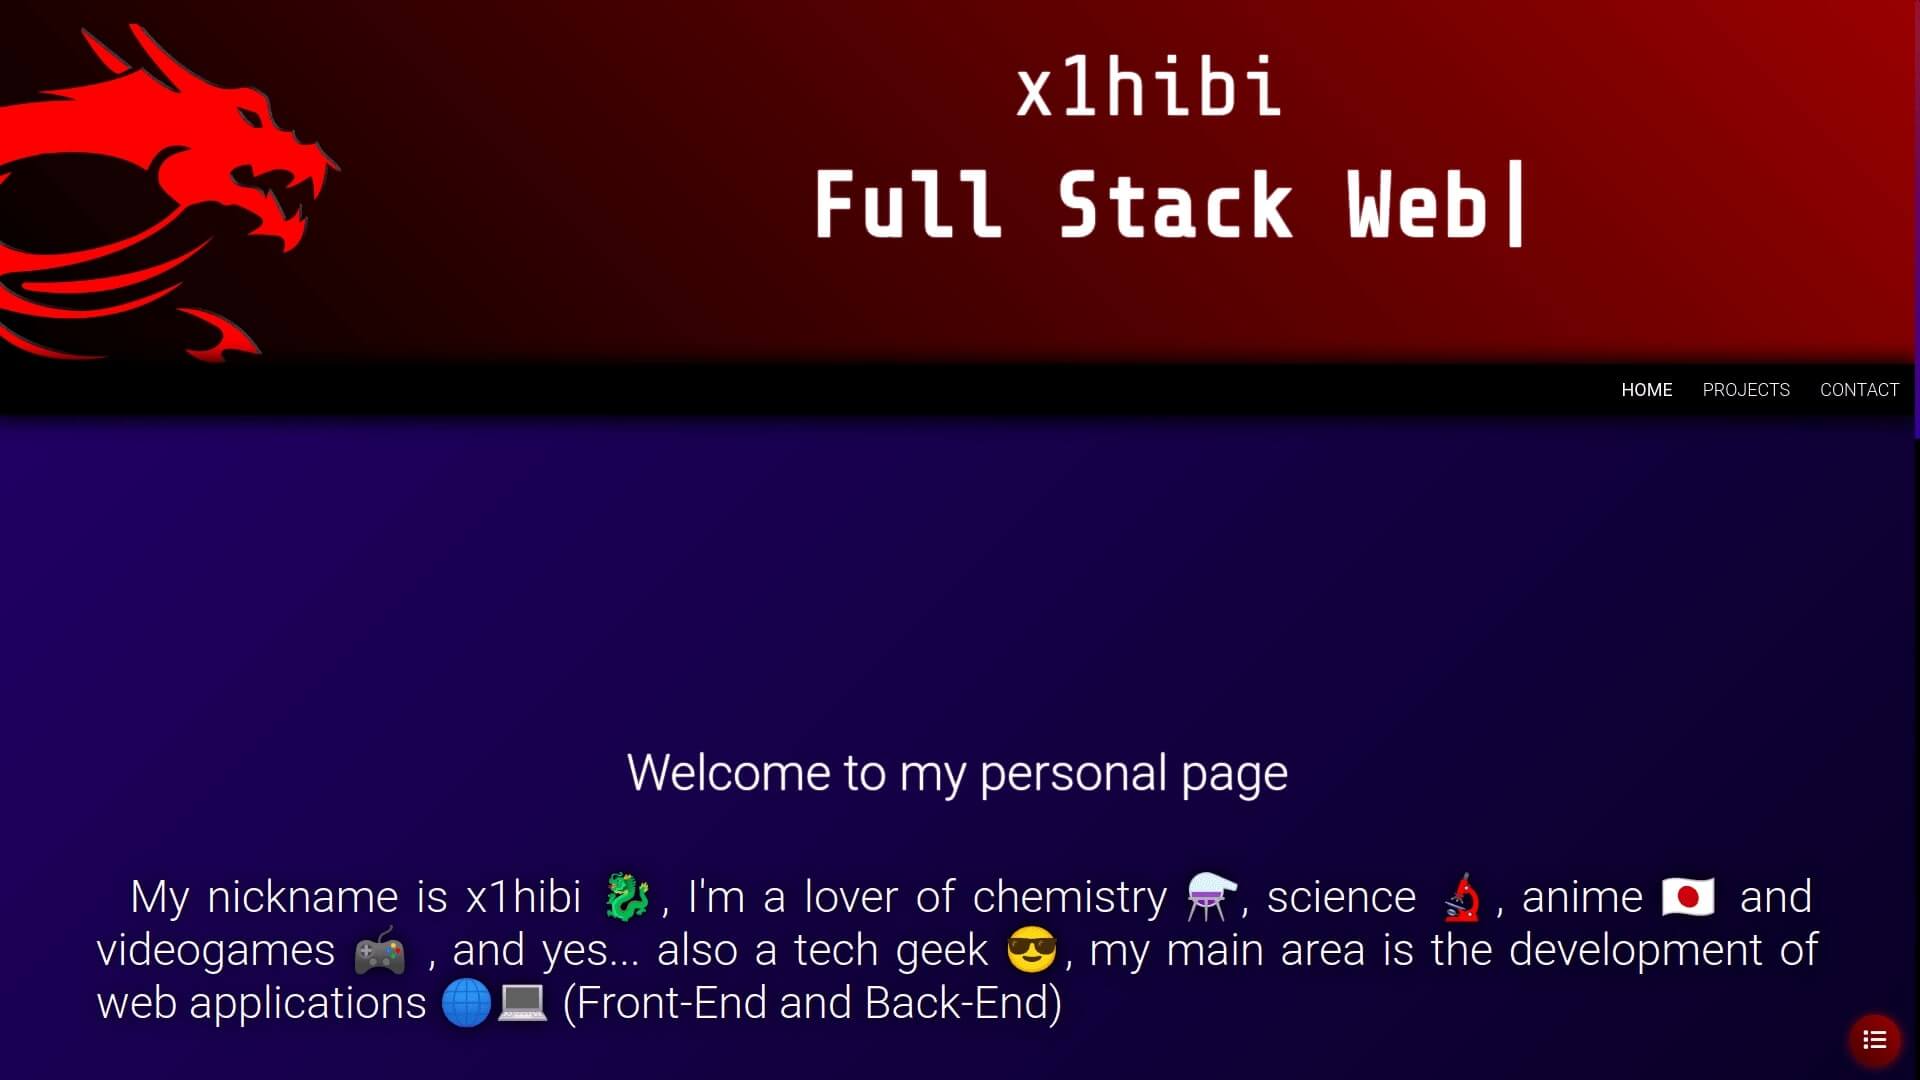 x1hibi
Full Stack Web|
HOME PROJECTS CONTACT
Welcome to my personal page
My nickname is x1hibi 🐉, I'm a lover of chemistry ⚗️, science 🔬, anime 🇯🇵 and
videogames 🎮 , and yes... also a tech geek 😎, my main area is the development of
web applications 🌐💻 (Front-End and Back-End)